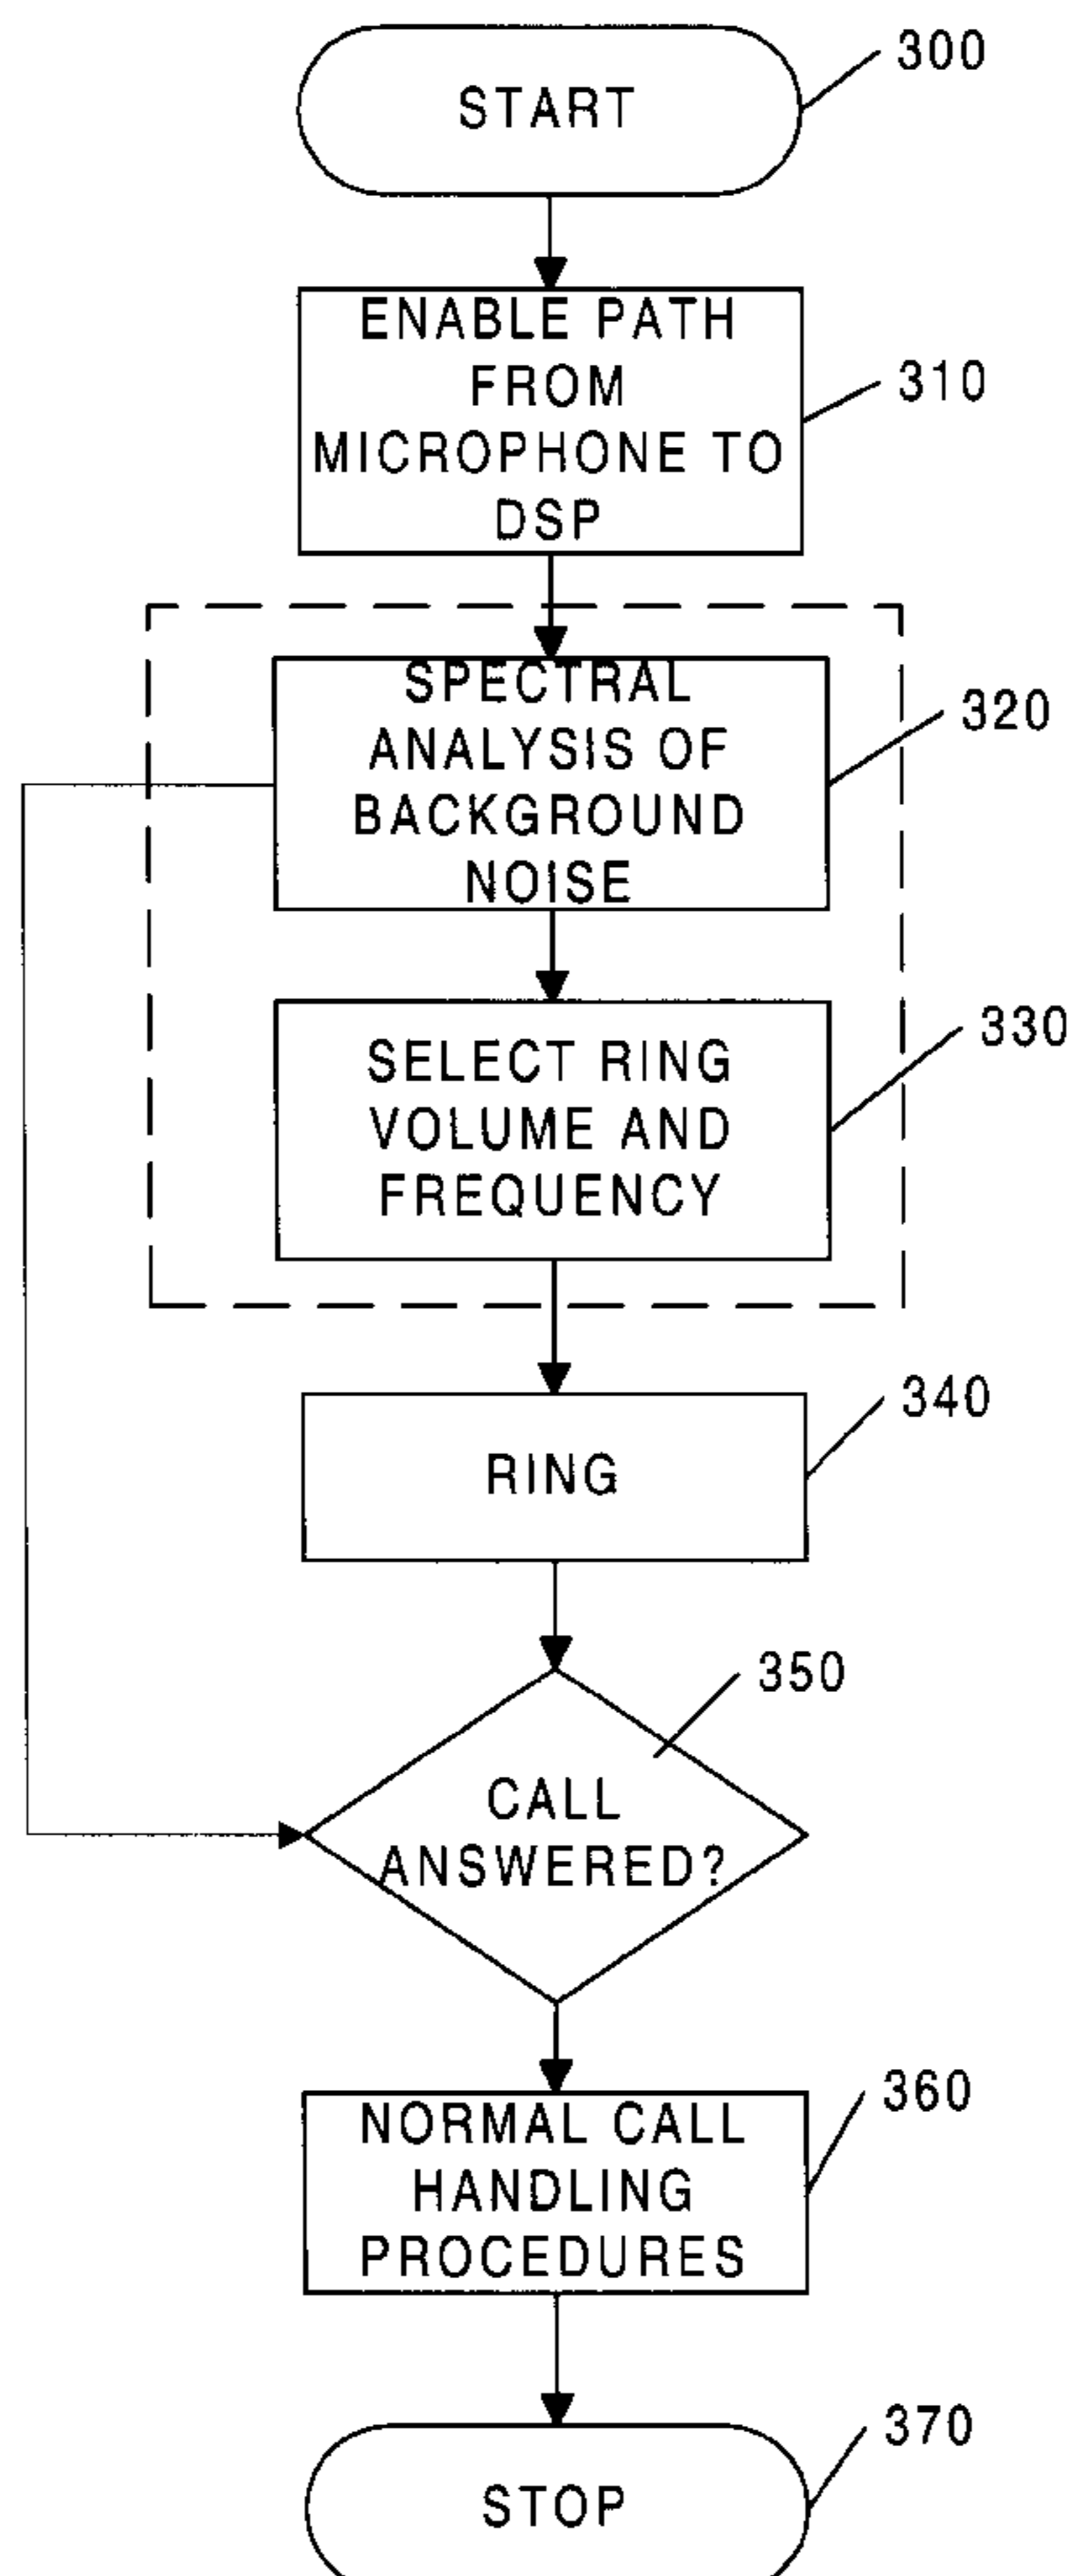 START
300
ENABLE PATH
FROM
MICROPHONE TO
DSP
310
SPECTRAL
ANALYSIS OF
BACKGROUND
NOISE
320
SELECT RING
VOLUME AND
FREQUENCY
330
RING
340
350
CALL
ANSWERED?
NORMAL CALL
HANDLING
PROCEDURES
360
STOP
370